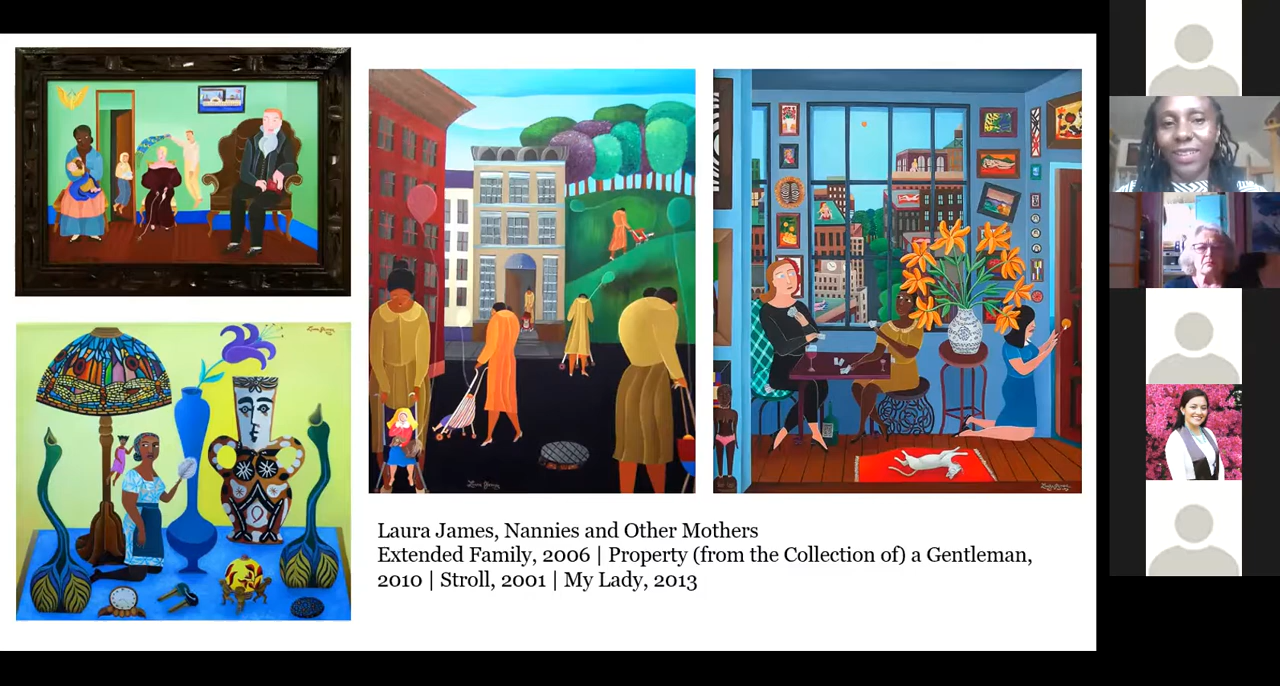 Laura James, Nannies and Other Mothers
Extended Family, 2006 | Property (from the Collection of) a Gentleman,
2010 | Stroll, 2001 | My Lady, 2013